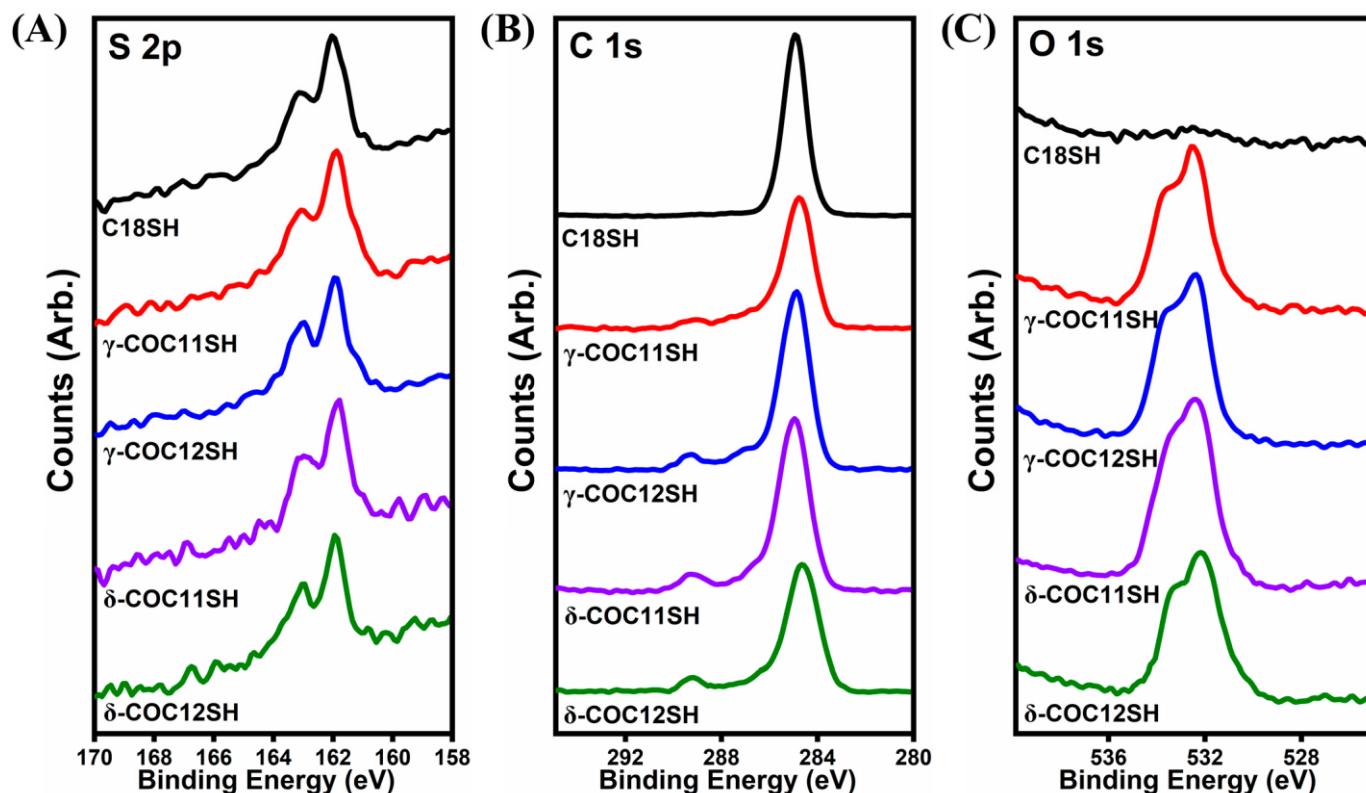 (A)
S 2p
C18SH
γ-COC11SH
γ-COC12SH
δ-COC11SH
δ-COC12SH
Counts (Arb.)
170 168 166 164 162 160 158
Binding Energy (eV)
(B)
C 1s
C18SH
γ-COC11SH
γ-COC12SH
δ-COC11SH
δ-COC12SH
Counts (Arb.)
292 288 284 280
Binding Energy (eV)
(C)
O 1s
C18SH
γ-COC11SH
γ-COC12SH
δ-COC11SH
δ-COC12SH
Counts (Arb.)
536 532 528
Binding Energy (eV)